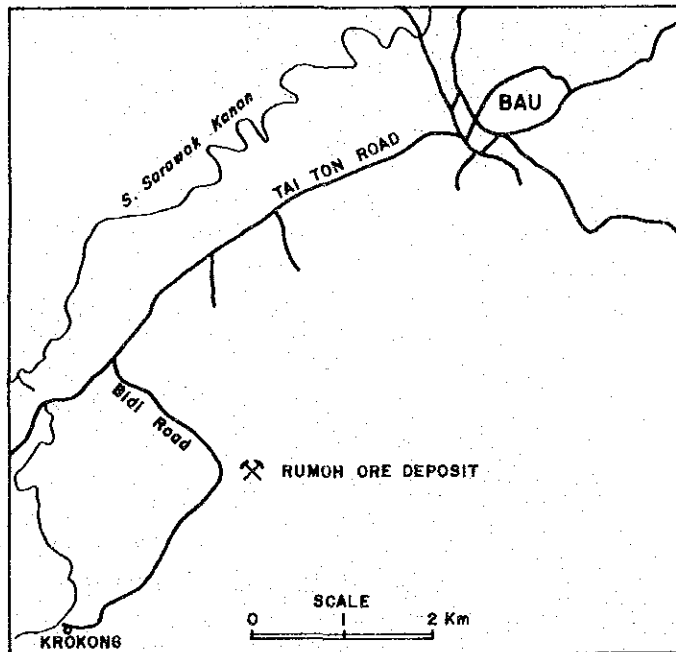 BAU
S. Sarawak Kanan
TAI TON ROAD
Bidi Road
RUMOH ORE DEPOSIT
SCALE
0 1 2 Km
KROKONG